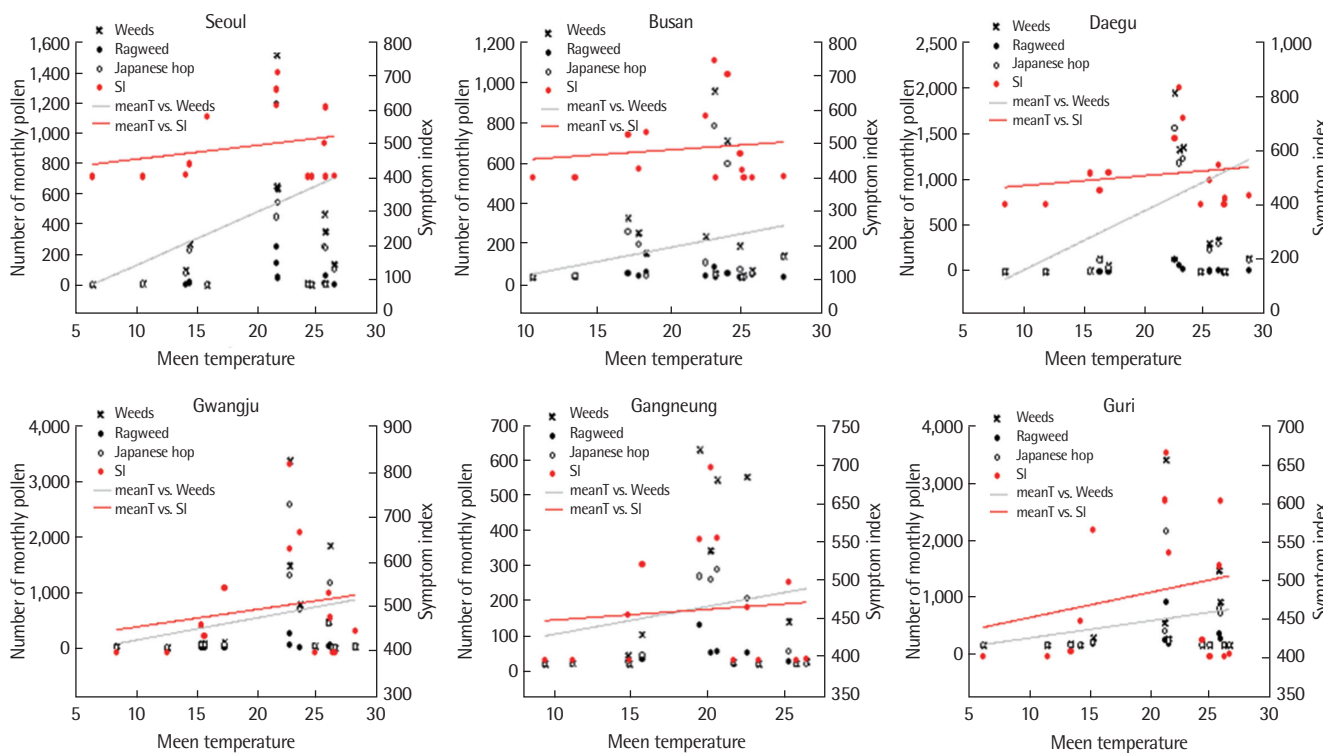 Seoul
Number of monthly pollen
1,600
1,400
1,200
1,000
800
600
400
200
0
Weeds
Ragweed
Japanese hop
SI
meanT vs. Weeds
meanT vs. SI
800
700
600
500
400
300
200
100
0
Symptom index
5 10 15 20 25 30
Meen temperature
Busan
Number of monthly pollen
1,200
1,000
800
600
400
200
0
Weeds
Ragweed
Japanese hop
SI
meanT vs. Weeds
meanT vs. SI
800
700
600
500
400
300
200
100
0
Symptom index
10 15 20 25 30
Meen temperature
Daegu
Number of monthly pollen
2,500
2,000
1,500
1,000
500
0
Weeds
Ragweed
Japanese hop
SI
meanT vs. Weeds
meanT vs. SI
1,000
800
600
400
200
0
Symptom index
5 10 15 20 25 30
Meen temperature
Gwangju
Number of monthly pollen
4,000
3,000
2,000
1,000
0
Weeds
Ragweed
Japanese hop
SI
meanT vs. Weeds
meanT vs. SI
900
800
700
600
500
400
300
Symptom index
5 10 15 20 25 30
Meen temperature
Gangneung
Number of monthly pollen
700
600
500
400
300
200
100
0
Weeds
Ragweed
Japanese hop
SI
meanT vs. Weeds
meanT vs. SI
750
700
650
600
550
500
450
400
350
Symptom index
10 15 20 25
Meen temperature
Guri
Number of monthly pollen
4,000
3,000
2,000
1,000
0
Weeds
Ragweed
Japanese hop
SI
meanT vs. Weeds
meanT vs. SI
700
650
600
550
500
450
400
350
Symptom index
5 10 15 20 25 30
Meen temperature